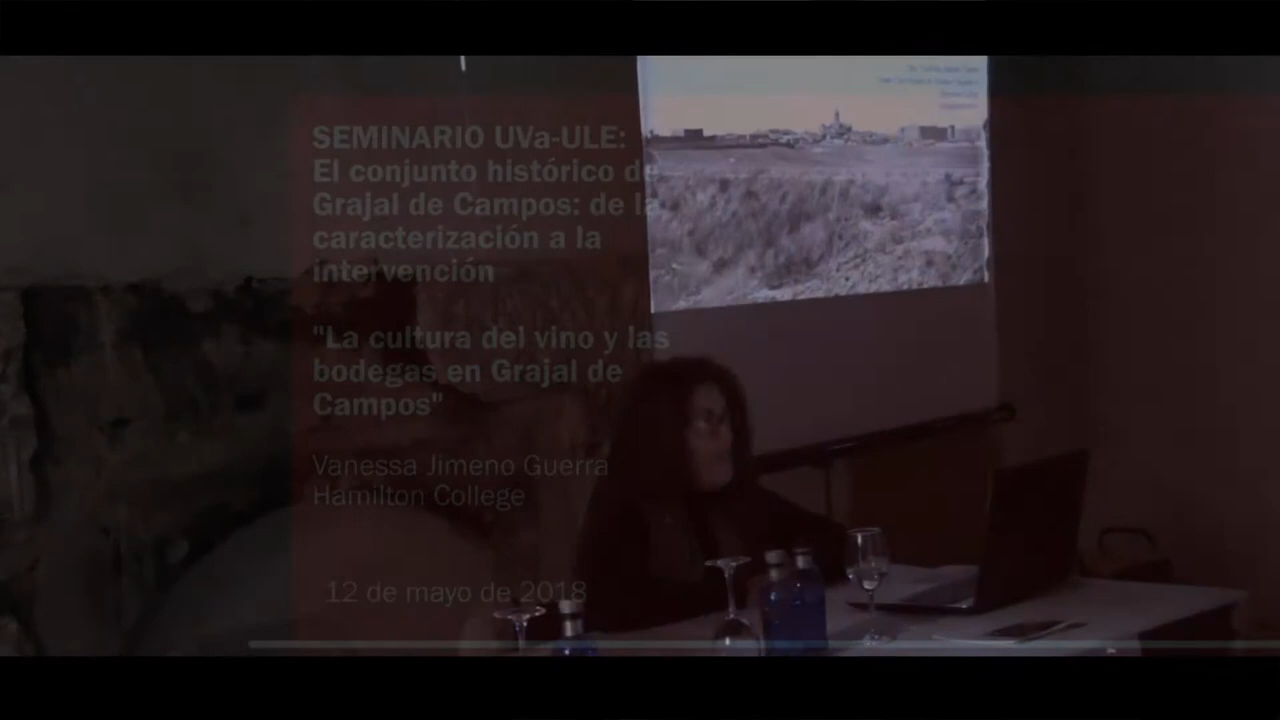 SEMINARIO UVa-ULE:
El conjunto histórico de
Grajal de Campos: de la
caracterización a la
intervención
"La cultura del vino y las
bodegas en Grajal de
Campos"
Vanessa Jimeno Guerra
Hamilton College
12 de mayo de 2018